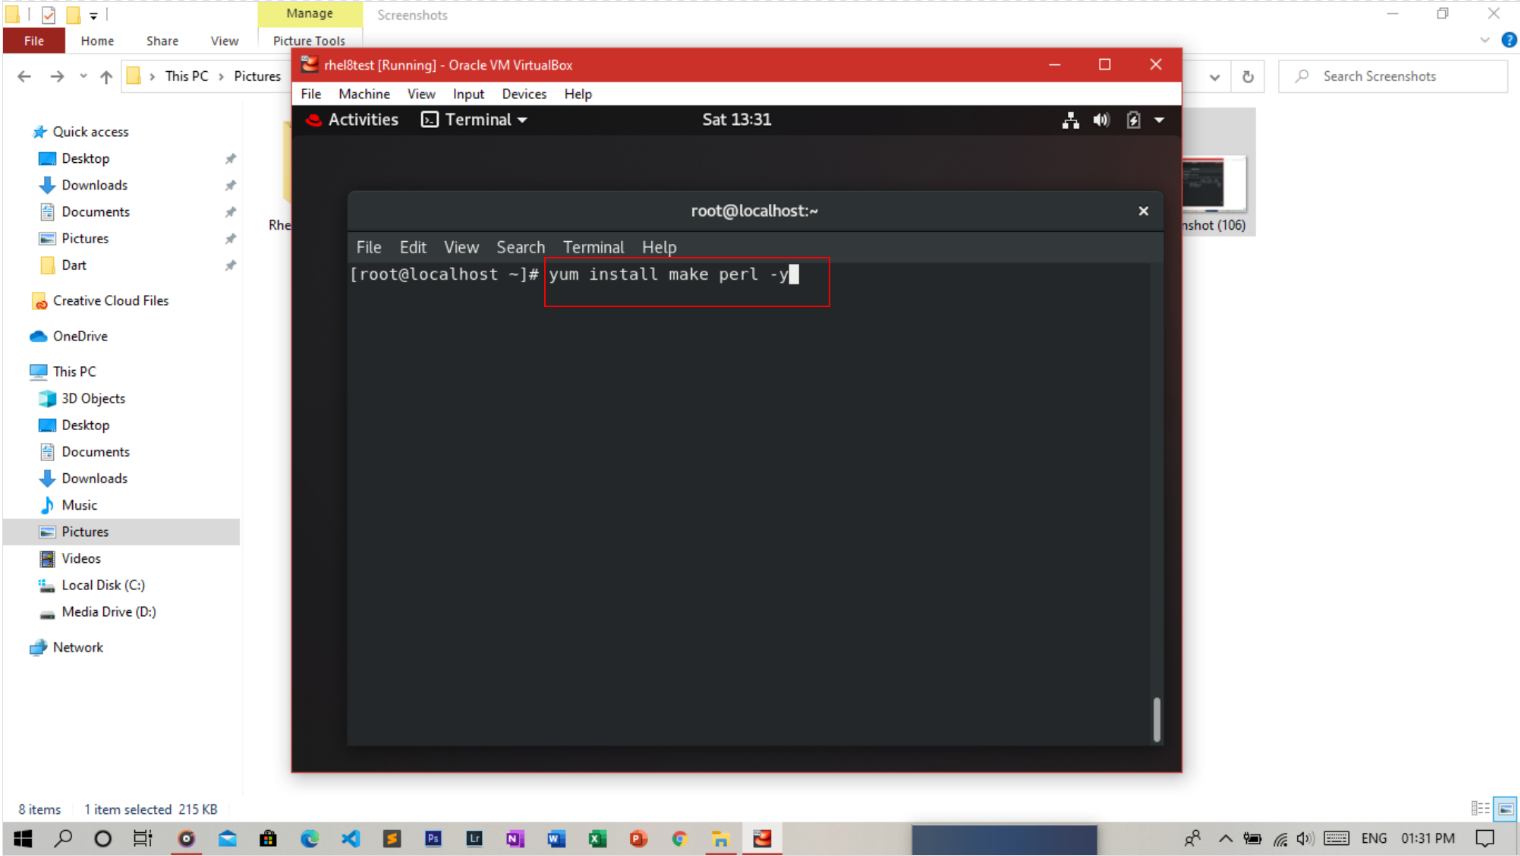 Manage
Screenshots
File Home Share View Picture Tools
This PC Pictures
Search Screenshots
rhel8test [Running] - Oracle VM VirtualBox
File Machine View Input Devices Help
Activities Terminal Sat 13:31
root@localhost:~
File Edit View Search Terminal Help
[root@localhost ~]# yum install make perl -y
Quick access
Desktop
Downloads
Documents
Pictures
Dart
Creative Cloud Files
OneDrive
This PC
3D Objects
Desktop
Documents
Downloads
Music
Pictures
Videos
Local Disk (C:)
Media Drive (D:)
Network
Rhe
nshot (106)
8 items 1 item selected 215 KB
Ps Lr N W X P ENG 01:31 PM